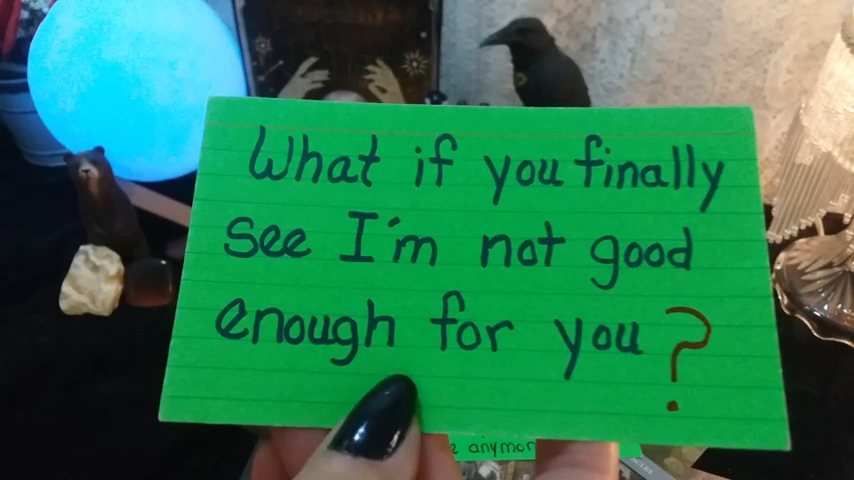 What if you finally
see I'm not good
enough for you?
e anymor